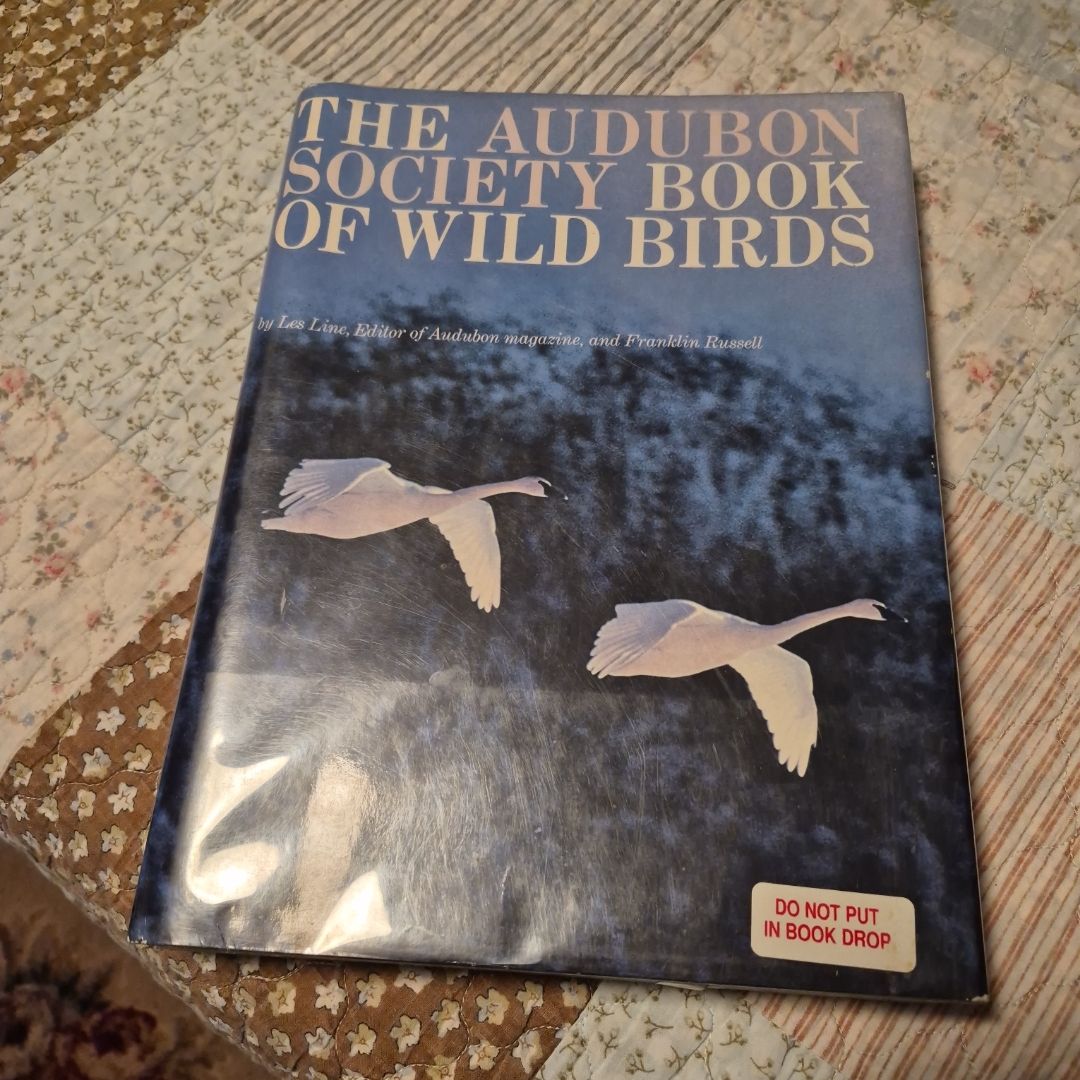 THE AUDUBON
SOCIETY BOOK
OF WILD BIRDS
by Les Line, Editor of Audubon magazine, and Franklin Russell
DO NOT PUT
IN BOOK DROP